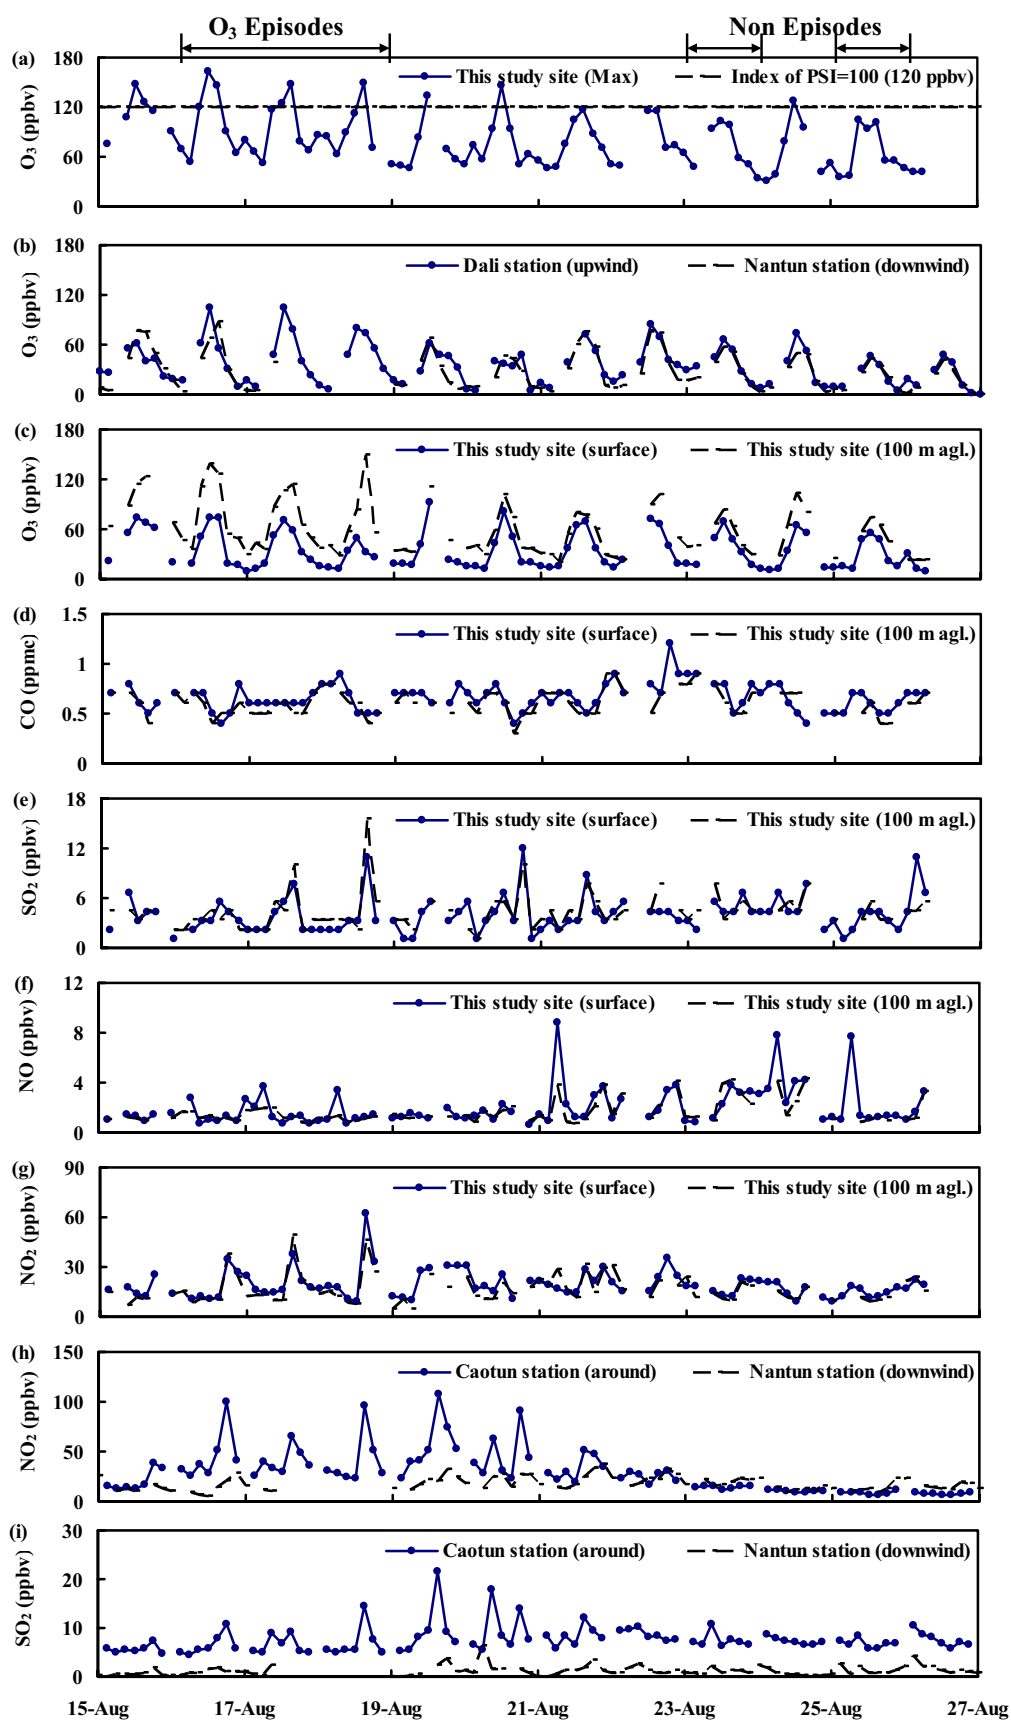 O₃ Episodes Non Episodes
(a)
180
120
60
0
O₃ (ppbv)
This study site (Max) Index of PSI=100 (120 ppbv)
(b)
180
120
60
0
O₃ (ppbv)
Dali station (upwind) Nantun station (downwind)
(c)
180
120
60
0
O₃ (ppbv)
This study site (surface) This study site (100 m agl.)
(d)
1.5
1
0.5
0
CO (ppmc)
This study site (surface) This study site (100 m agl.)
(e)
18
12
6
0
SO₂ (ppbv)
This study site (surface) This study site (100 m agl.)
(f)
12
8
4
0
NO (ppbv)
This study site (surface) This study site (100 m agl.)
(g)
90
60
30
0
NO₂ (ppbv)
This study site (surface) This study site (100 m agl.)
(h)
150
100
50
0
NO₂ (ppbv)
Caotun station (around) Nantun station (downwind)
(i)
30
20
10
0
SO₂ (ppbv)
Caotun station (around) Nantun station (downwind)
15-Aug 17-Aug 19-Aug 21-Aug 23-Aug 25-Aug 27-Aug